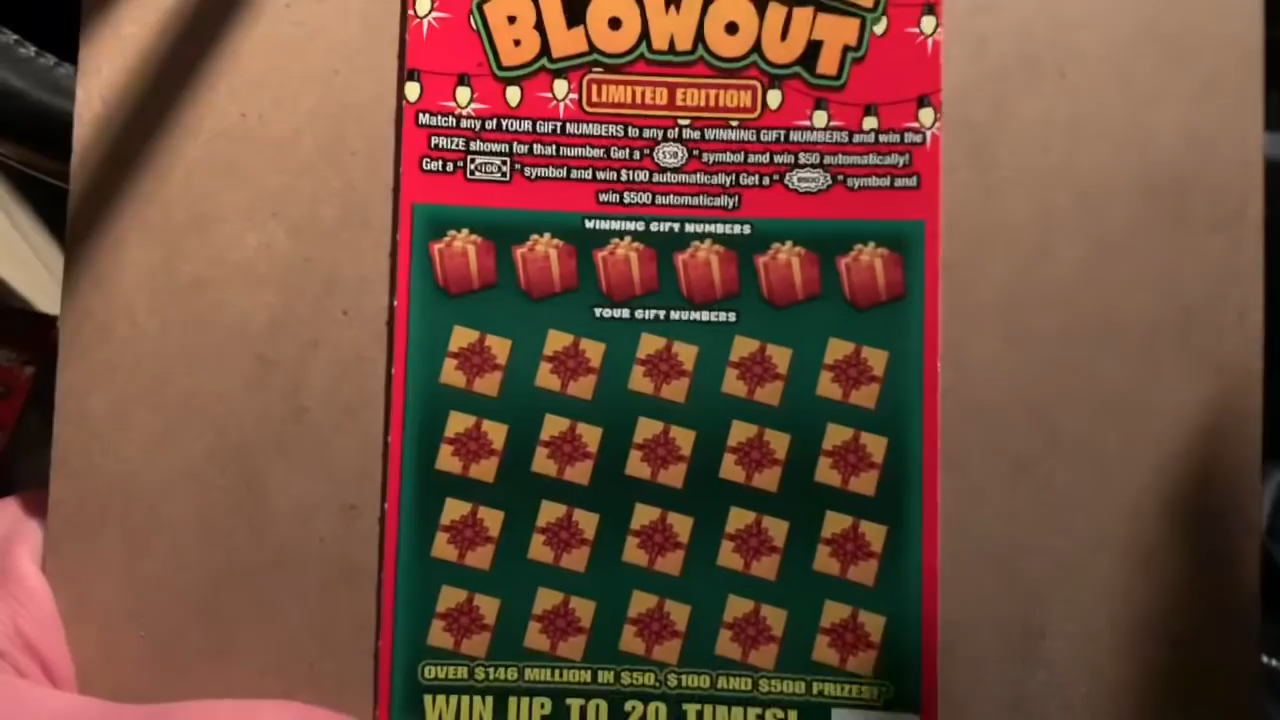 BLOWOUT
LIMITED EDITION
Match any of YOUR GIFT NUMBERS to any of the WINNING GIFT NUMBERS and win the
PRIZE shown for that number. Get a "$50" symbol and win $50 automatically!
Get a "$100" symbol and win $100 automatically! Get a "$500" symbol and
win $500 automatically!
WINNING GIFT NUMBERS
YOUR GIFT NUMBERS
OVER $146 MILLION IN $50, $100 AND $500 PRIZES!
WIN UP TO 20 TIMES!